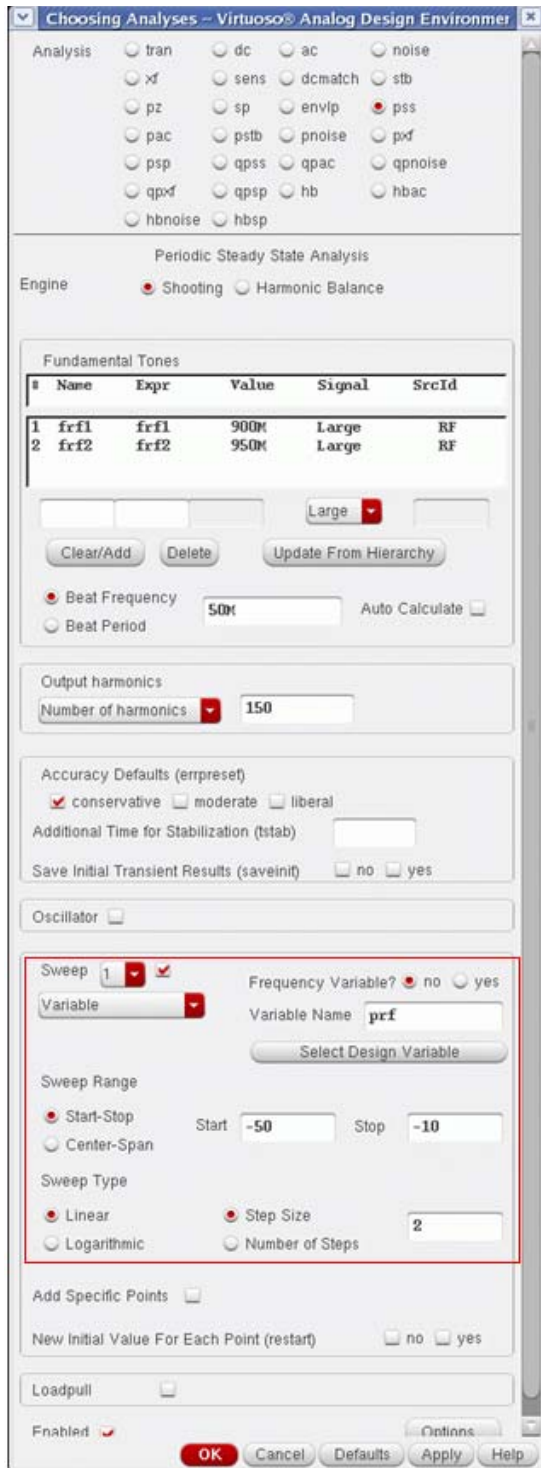 Choosing Analyses -- Virtuoso® Analog Design Environmer
Analysis tran dc ac noise
xf sens dcmatch stb
pz sp envlp pss
pac pstb pnoise pxf
psp qpss qpac qpnoise
qpxf qpsp hb hbac
hbnoise hbsp
Periodic Steady State Analysis
Engine Shooting Harmonic Balance
Fundamental Tones
# Name Expr Value Signal SrcId
1 frf1 frf1 900M Large RF
2 frf2 frf2 950M Large RF
Large
Clear/Add Delete Update From Hierarchy
Beat Frequency 50M Auto Calculate
Beat Period
Output harmonics
Number of harmonics 150
Accuracy Defaults (errpreset)
conservative moderate liberal
Additional Time for Stabilization (tstab)
Save Initial Transient Results (saveinit) no yes
Oscillator
Sweep 1 Frequency Variable? no yes
Variable Variable Name prf
Select Design Variable
Sweep Range
Start-Stop Start -50 Stop -10
Center-Span
Sweep Type
Linear Step Size 2
Logarithmic Number of Steps
Add Specific Points
New Initial Value For Each Point (restart) no yes
Loadpull
Enabled Options
OK Cancel Defaults Apply Help